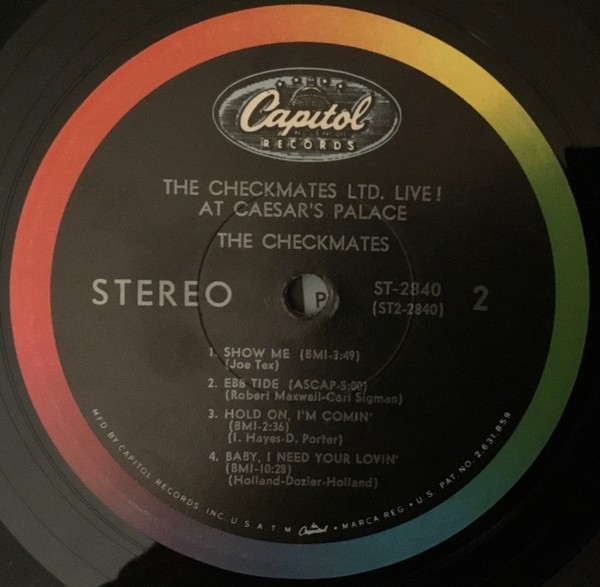 Capitol
RECORDS
THE CHECKMATES LTD. LIVE!
AT CAESAR'S PALACE
THE CHECKMATES
STEREO
P
ST-2840
(ST2-2840)
2
1. SHOW ME (BMI-3:49)
(Joe Tex)
2. EBB TIDE (ASCAP-5:00)
(Robert Maxwell-Carl Sigman)
3. HOLD ON, I'M COMIN'
(BMI-2:36)
(I. Hayes-D. Porter)
4. BABY, I NEED YOUR LOVIN'
(BMI-10:28)
(Holland-Dozier-Holland)
MFD BY CAPITOL RECORDS, INC. U.S.A. T.M. Capitol • MARCA REG. • U.S. PAT. NO. 2,631,859